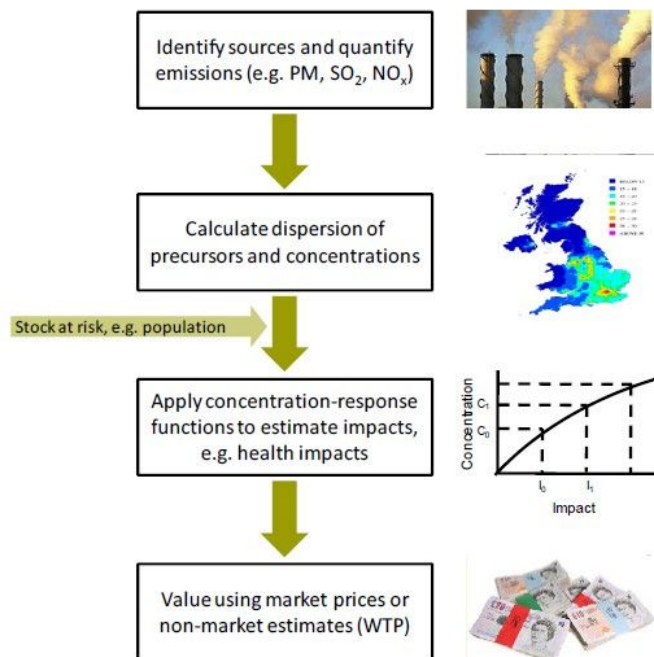 Identify sources and quantify
emissions (e.g. PM, SO₂, NOₓ)
Calculate dispersion of
precursors and concentrations
Stock at risk, e.g. population
Apply concentration-response
functions to estimate impacts,
e.g. health impacts
Concentration
C₁
C₀
I₀ I₁
Impact
Value using market prices or
non-market estimates (WTP)